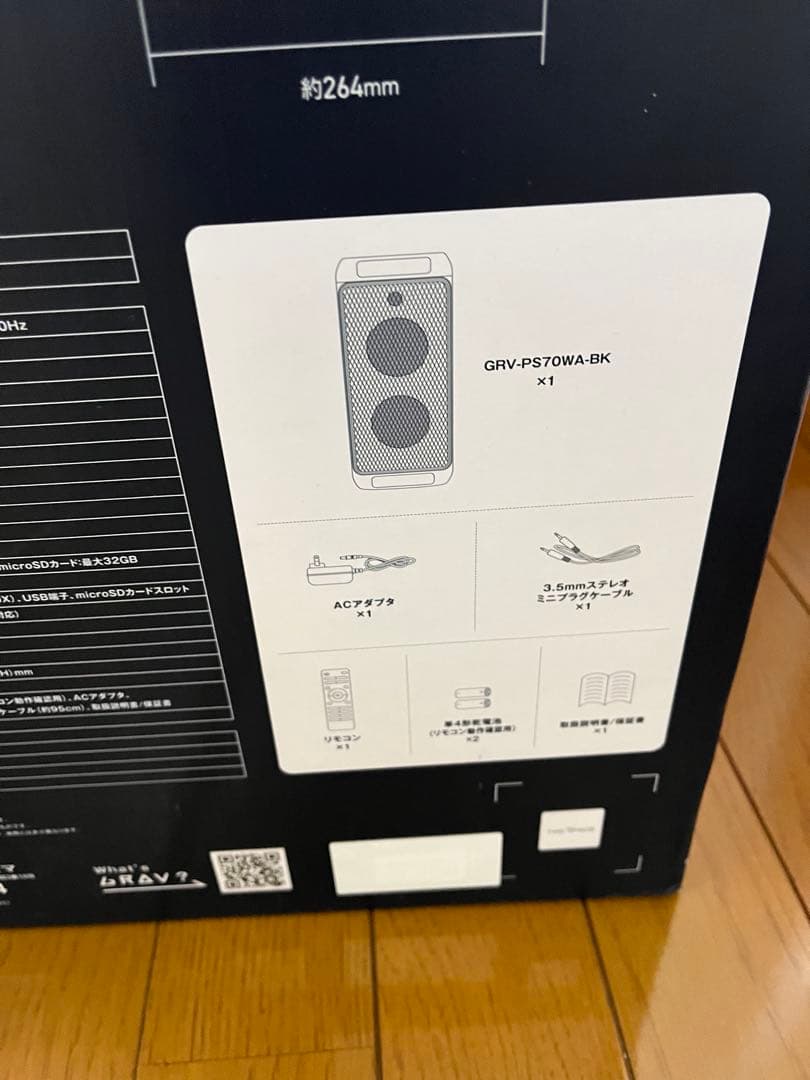 約264mm
0Hz
GRV-PS70WA-BK
×1
microSDカード:最大32GB
X)、USB端子、microSDカードスロット
対応)
H)mm
コン動作確認用)、ACアダプタ、
ケーブル(約95cm)、取扱説明書/保証書
ACアダプタ
×1
3.5mmステレオ
ミニプラグケーブル
×1
リモコン
×1
単4形乾電池
(リモコン動作確認用)
×2
取扱説明書/保証書
×1
What's
GRAV?